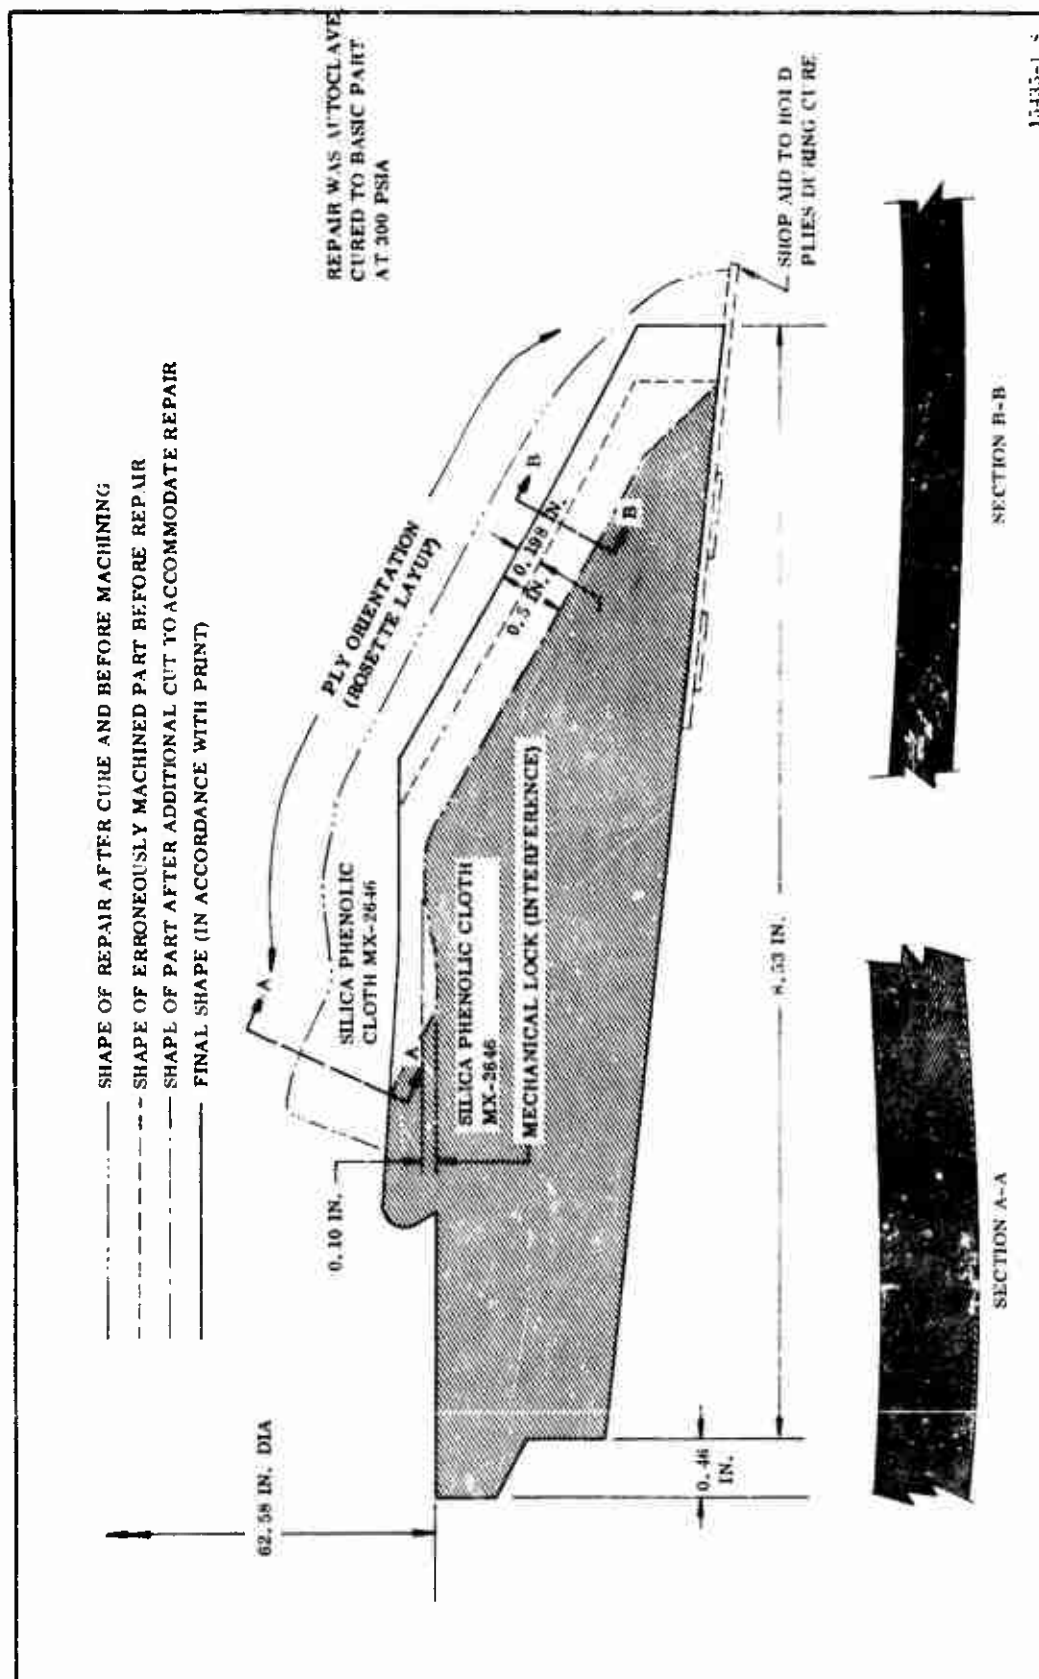 SHAPE OF REPAIR AFTER CURE AND BEFORE MACHINING
SHAPE OF ERRONEOUSLY MACHINED PART BEFORE REPAIR
SHAPE OF PART AFTER ADDITIONAL CUT TO ACCOMMODATE REPAIR
FINAL SHAPE (IN ACCORDANCE WITH PRINT)
REPAIR WAS AUTOCLAVE
CURED TO BASIC PART
AT 300 PSIA
PLY ORIENTATION
(ROSETTE LAYUP)
62.58 IN. DIA
0.10 IN.
A
A
SILICA PHENOLIC
CLOTH MX-2646
SILICA PHENOLIC CLOTH
MX-2646
MECHANICAL LOCK (INTERFERENCE)
B
B
0.198 IN.
0.5 IN.
SHOP AID TO HOLD
PLIES DURING CURE
8.53 IN.
0.46
IN.
SECTION A-A
SECTION B-B